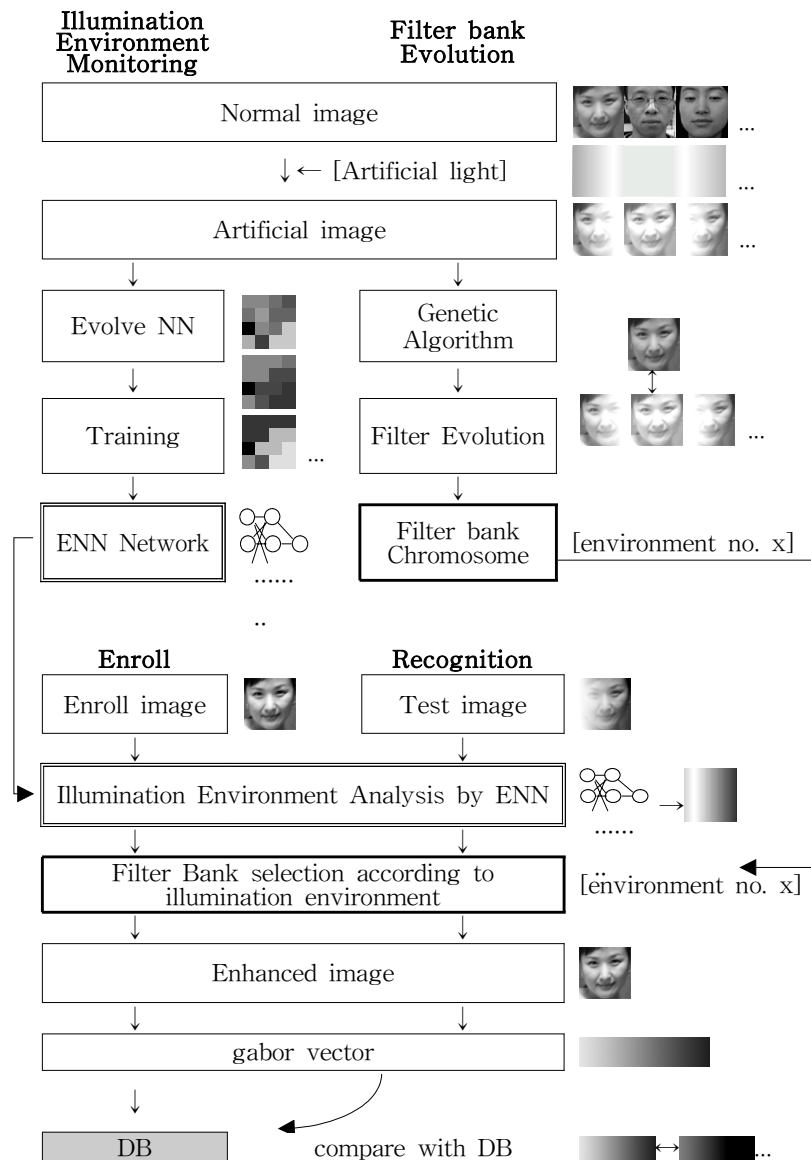 Illumination
Environment
Monitoring
Filter bank
Evolution
Normal image
...
↓ ← [Artificial light]
...
Artificial image
...
Evolve NN
Genetic
Algorithm
Training
...
Filter Evolution
...
ENN Network
......
..
Filter bank
Chromosome
[environment no. x]
Enroll
Recognition
Enroll image
Test image
Illumination Environment Analysis by ENN
......
..
Filter Bank selection according to
illumination environment
[environment no. x]
Enhanced image
gabor vector
DB
compare with DB
...